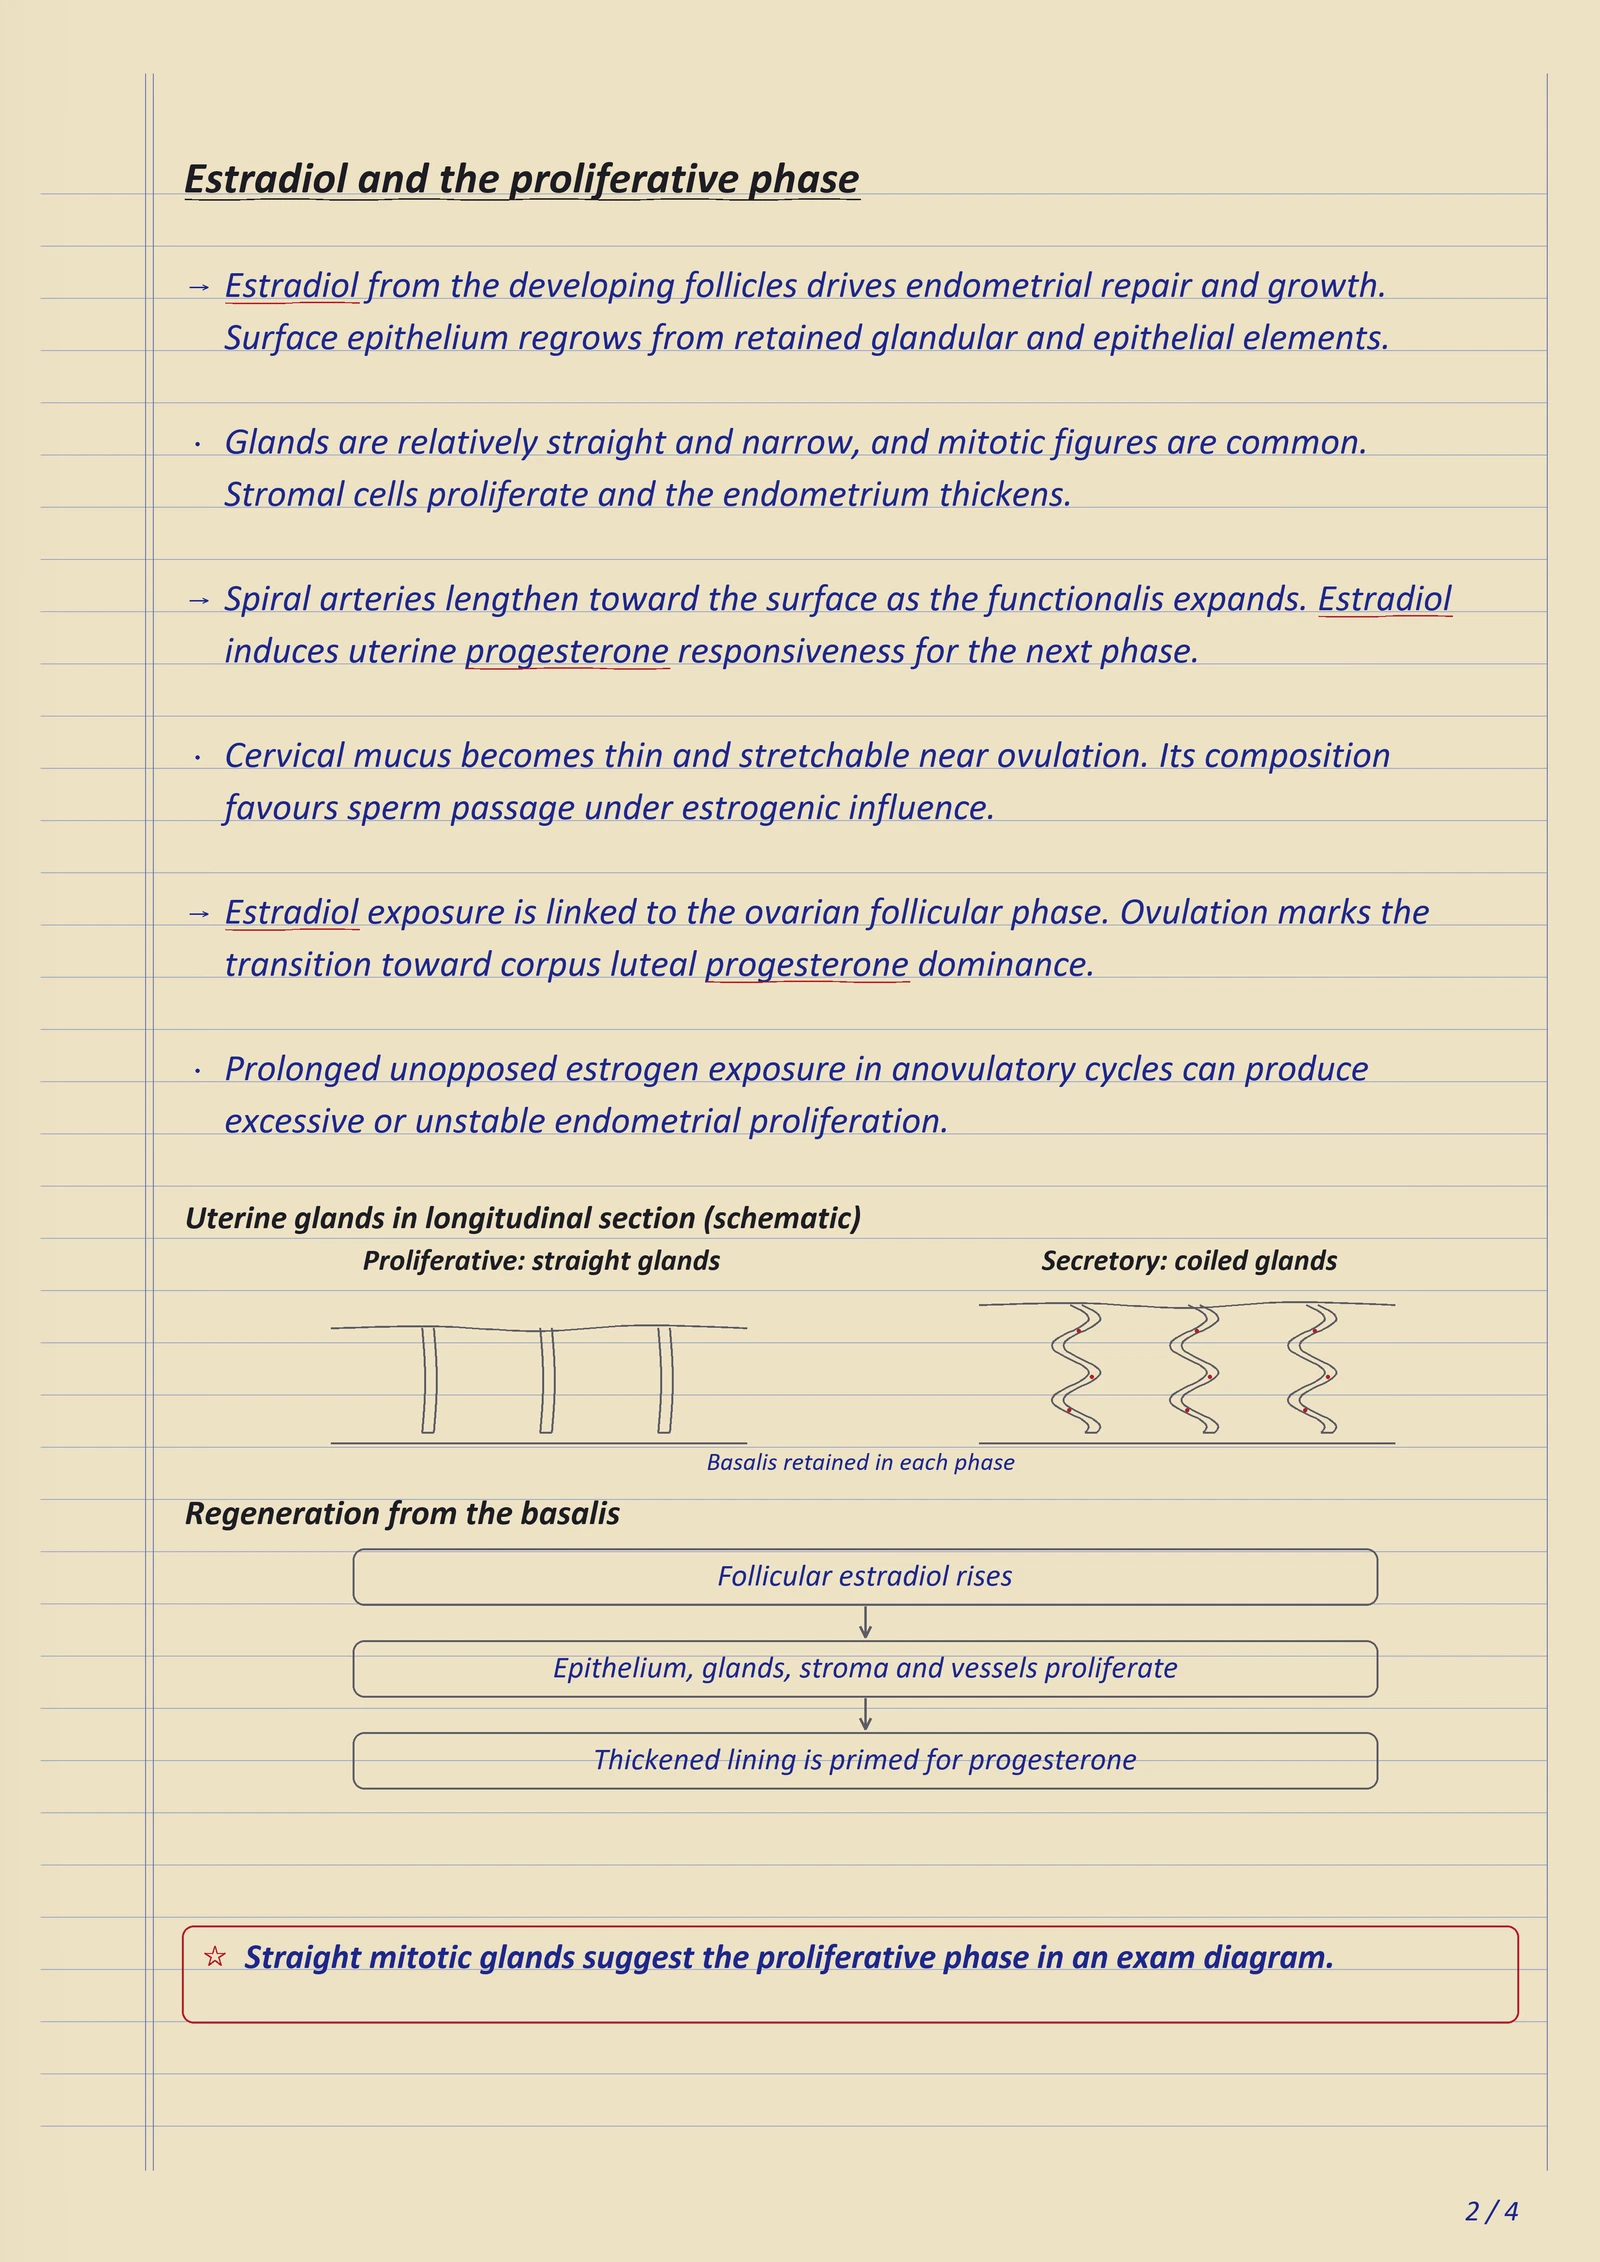 Estradiol and the proliferative phase
→ Estradiol from the developing follicles drives endometrial repair and growth.
Surface epithelium regrows from retained glandular and epithelial elements.
· Glands are relatively straight and narrow, and mitotic figures are common.
Stromal cells proliferate and the endometrium thickens.
→ Spiral arteries lengthen toward the surface as the functionalis expands. Estradiol
induces uterine progesterone responsiveness for the next phase.
· Cervical mucus becomes thin and stretchable near ovulation. Its composition
favours sperm passage under estrogenic influence.
→ Estradiol exposure is linked to the ovarian follicular phase. Ovulation marks the
transition toward corpus luteal progesterone dominance.
· Prolonged unopposed estrogen exposure in anovulatory cycles can produce
excessive or unstable endometrial proliferation.
Uterine glands in longitudinal section (schematic)
Proliferative: straight glands
Secretory: coiled glands
Basalis retained in each phase
Regeneration from the basalis
Follicular estradiol rises
Epithelium, glands, stroma and vessels proliferate
Thickened lining is primed for progesterone
☆ Straight mitotic glands suggest the proliferative phase in an exam diagram.
2 / 4